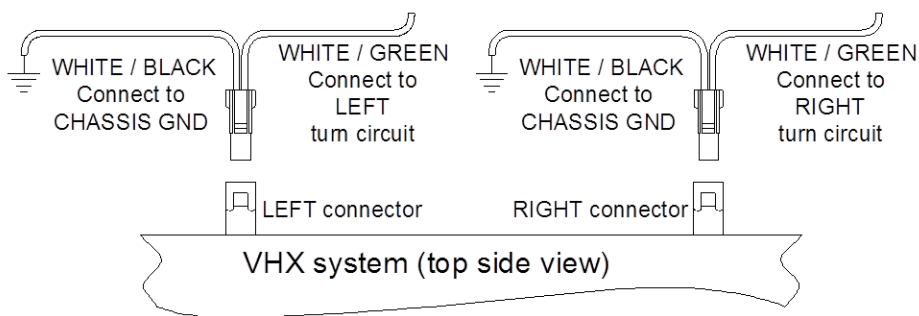 WHITE / BLACK
Connect to
CHASSIS GND
WHITE / GREEN
Connect to
LEFT
turn circuit
WHITE / BLACK
Connect to
CHASSIS GND
WHITE / GREEN
Connect to
RIGHT
turn circuit
LEFT connector
RIGHT connector
VHX system (top side view)